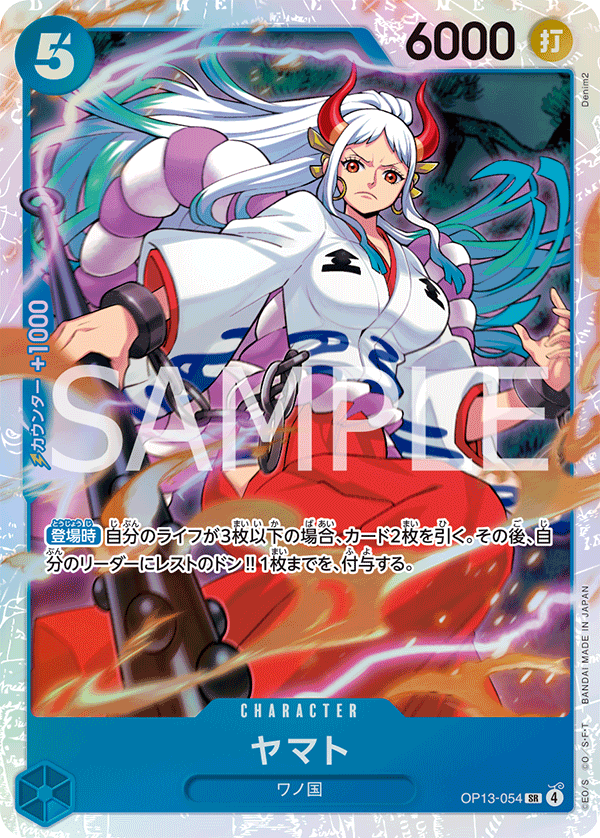 5
6000
打
Denim2
カウンター +1000
SAMPLE
登場時 自分のライフが3枚以下の場合、カード2枚を引く。その後、自
分のリーダーにレストのドン!!1枚までを、付与する。
CHARACTER
ヤマト
ワノ国
OP13-054 SR 4
©E.O/S ©O/S・F・T BANDAI MADE IN JAPAN